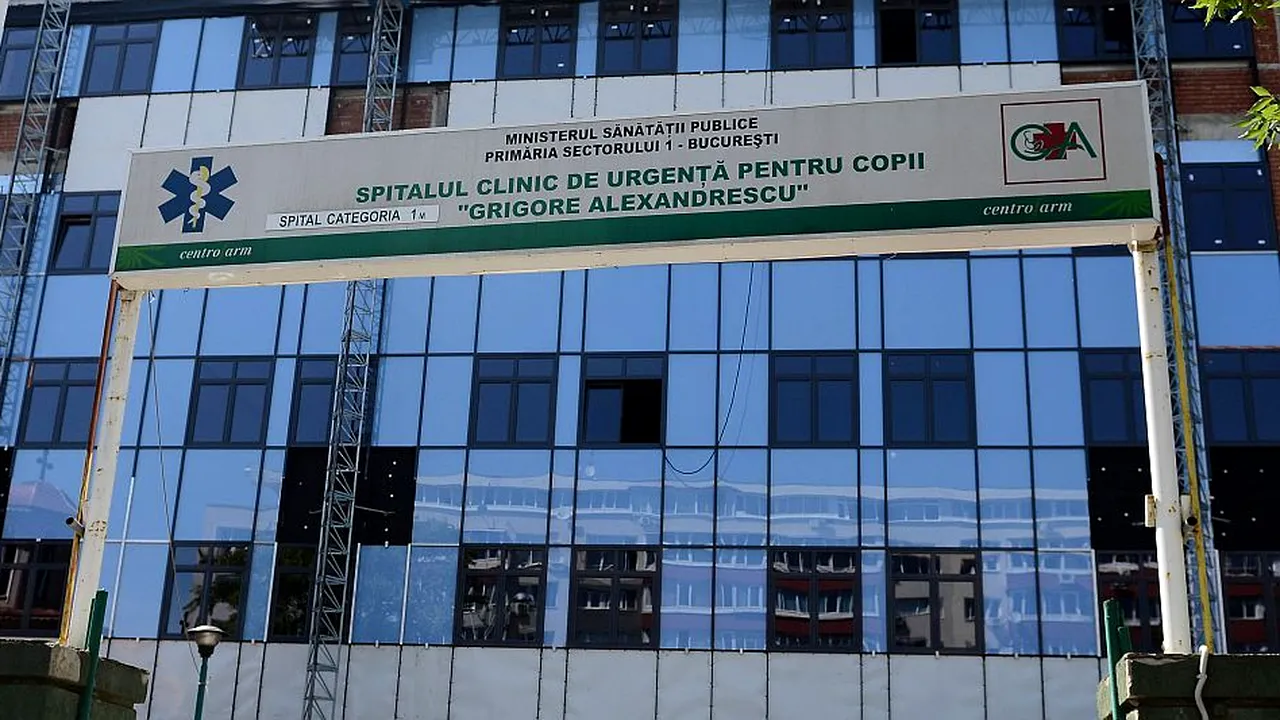 MINISTERUL SĂNĂTĂȚII PUBLICE
PRIMĂRIA SECTORULUI 1 - BUCUREȘTI
SPITALUL CLINIC DE URGENȚĂ PENTRU COPII
"GRIGORE ALEXANDRESCU"
SPITAL CATEGORIA 1M
centro arm
centro arm
GA